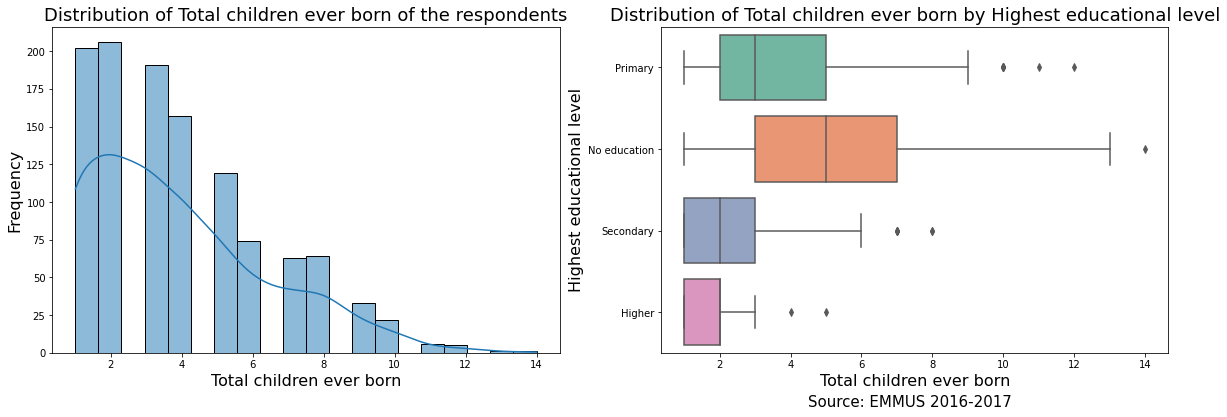 Distribution of Total children ever born of the respondents
200
175
150
125
100
75
50
25
0
Frequency
2 4 6 8 10 12 14
Total children ever born
Distribution of Total children ever born by Highest educational level
Highest educational level
Primary
No education
Secondary
Higher
2 4 6 8 10 12 14
Total children ever born
Source: EMMUS 2016-2017